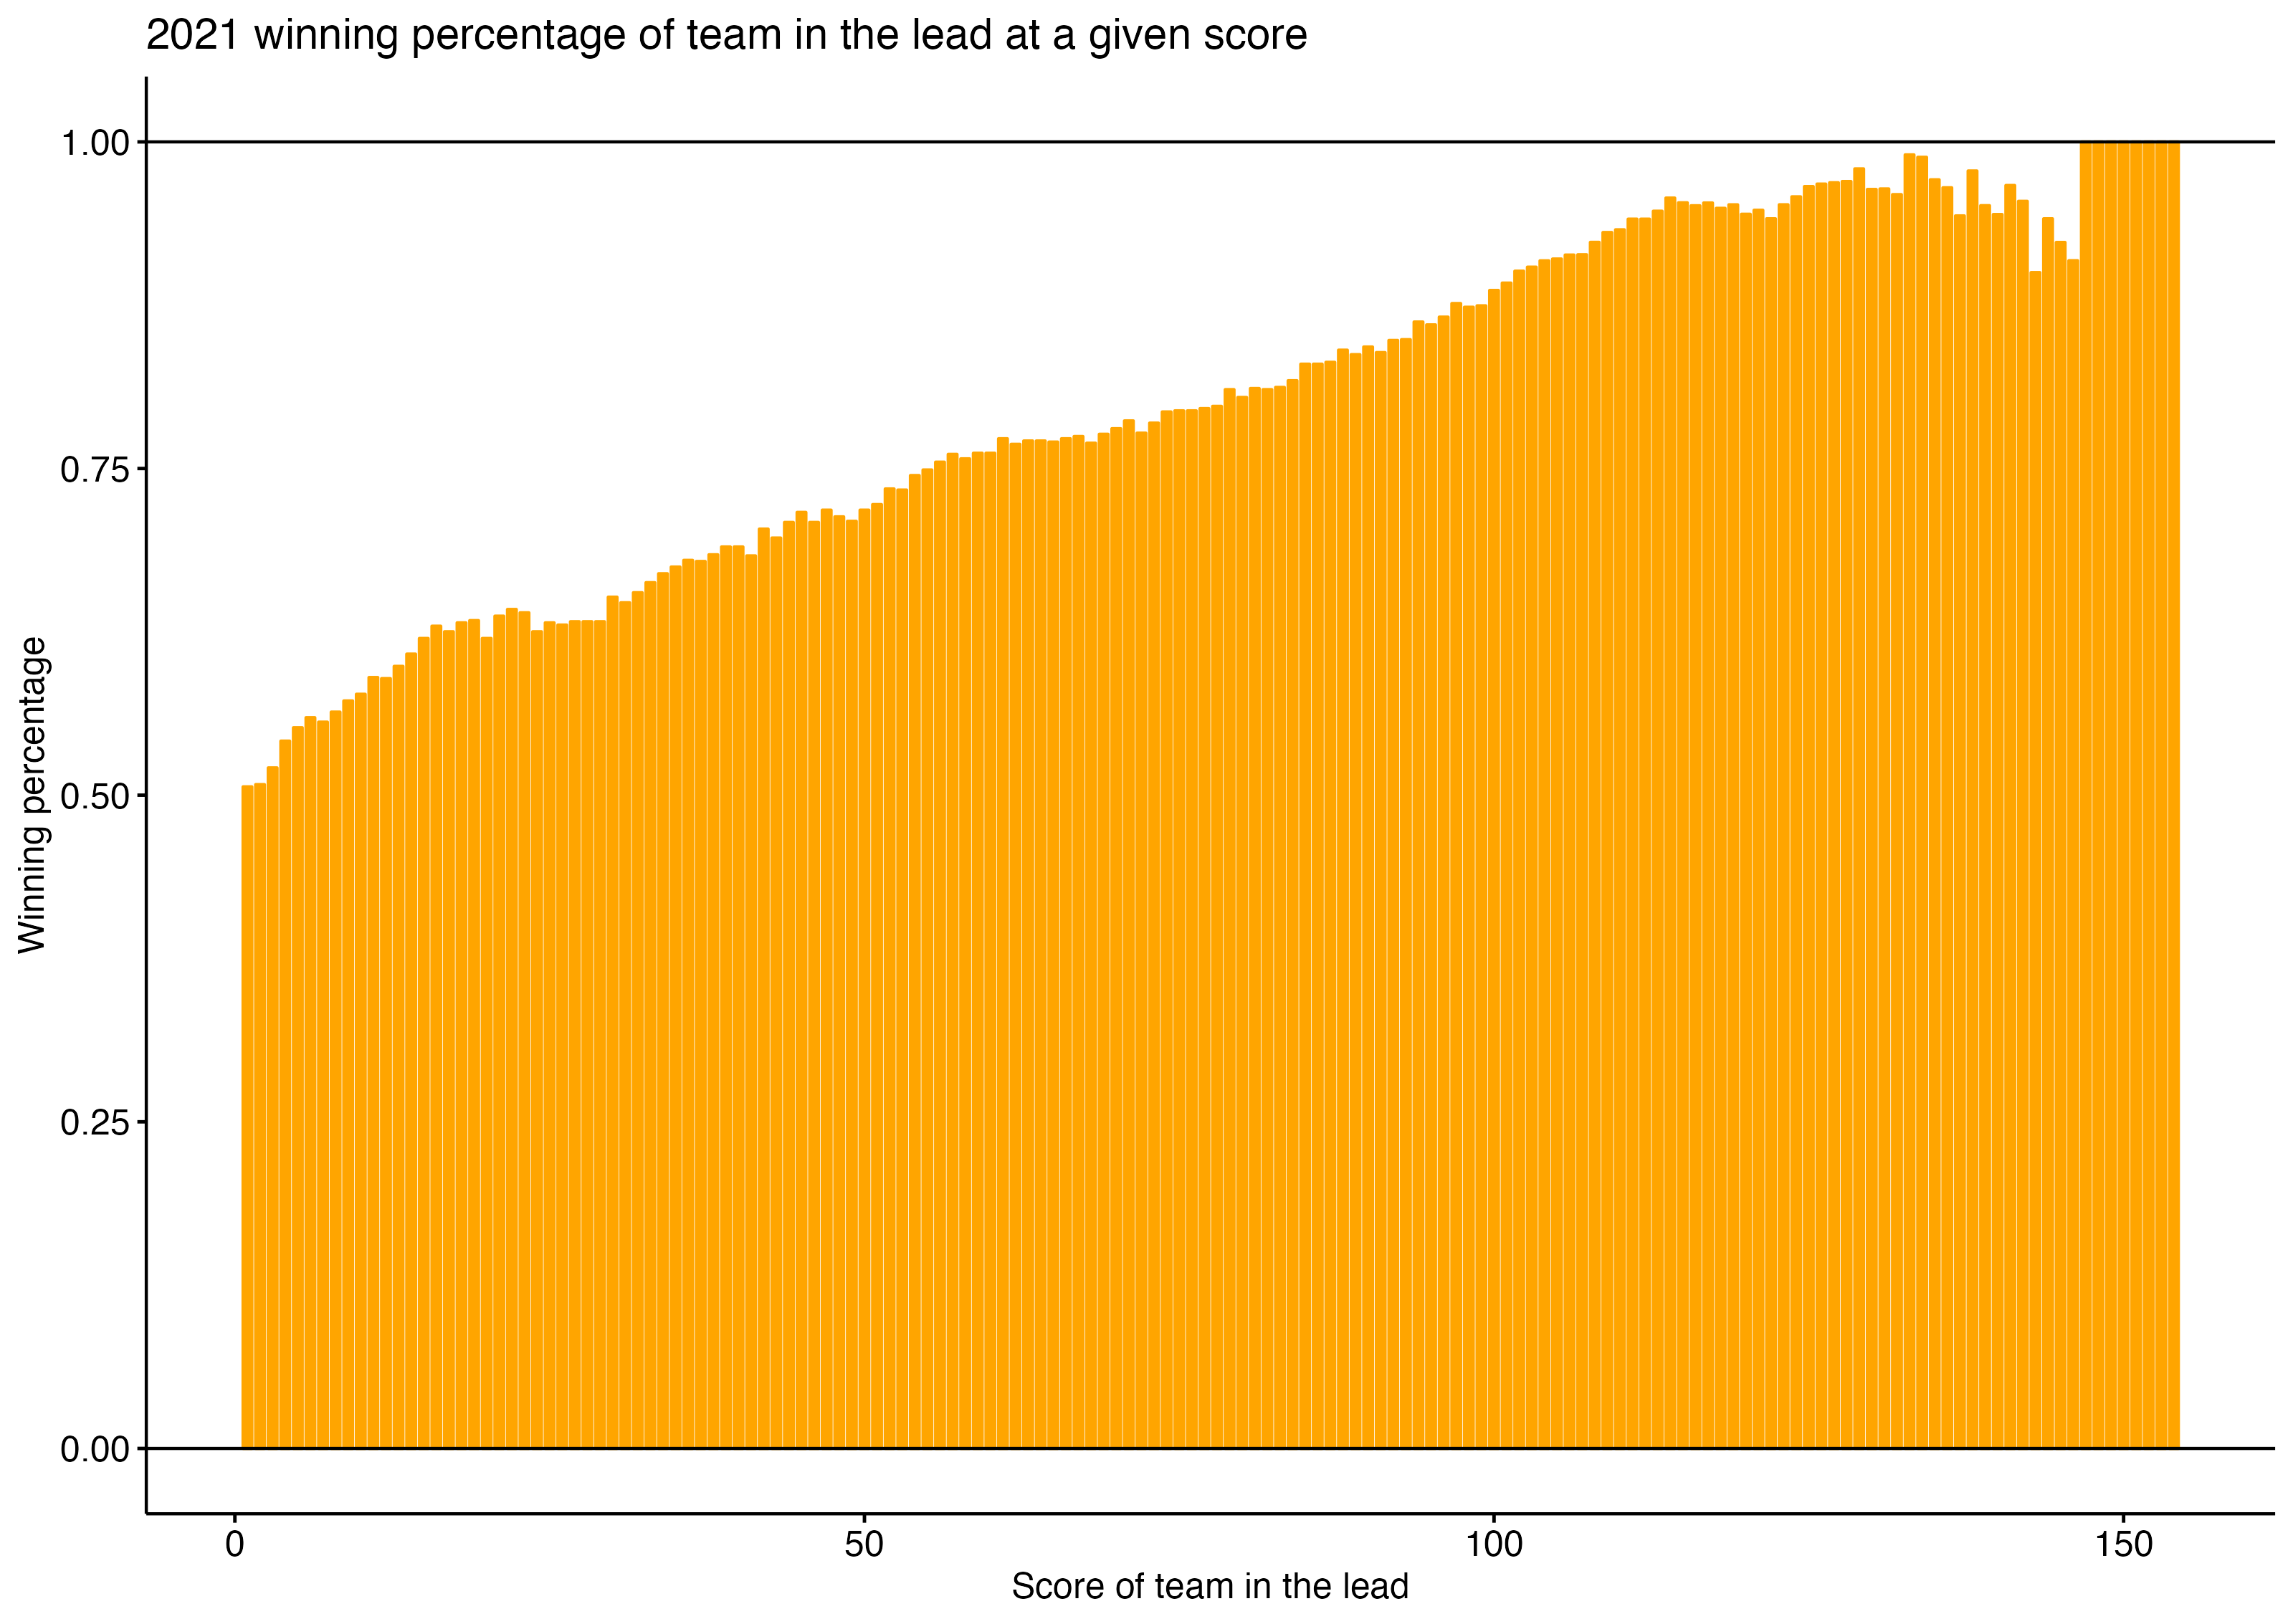 2021 winning percentage of team in the lead at a given score
1.00
0.75
0.50
0.25
0.00
Winning percentage
0 50 100 150
Score of team in the lead